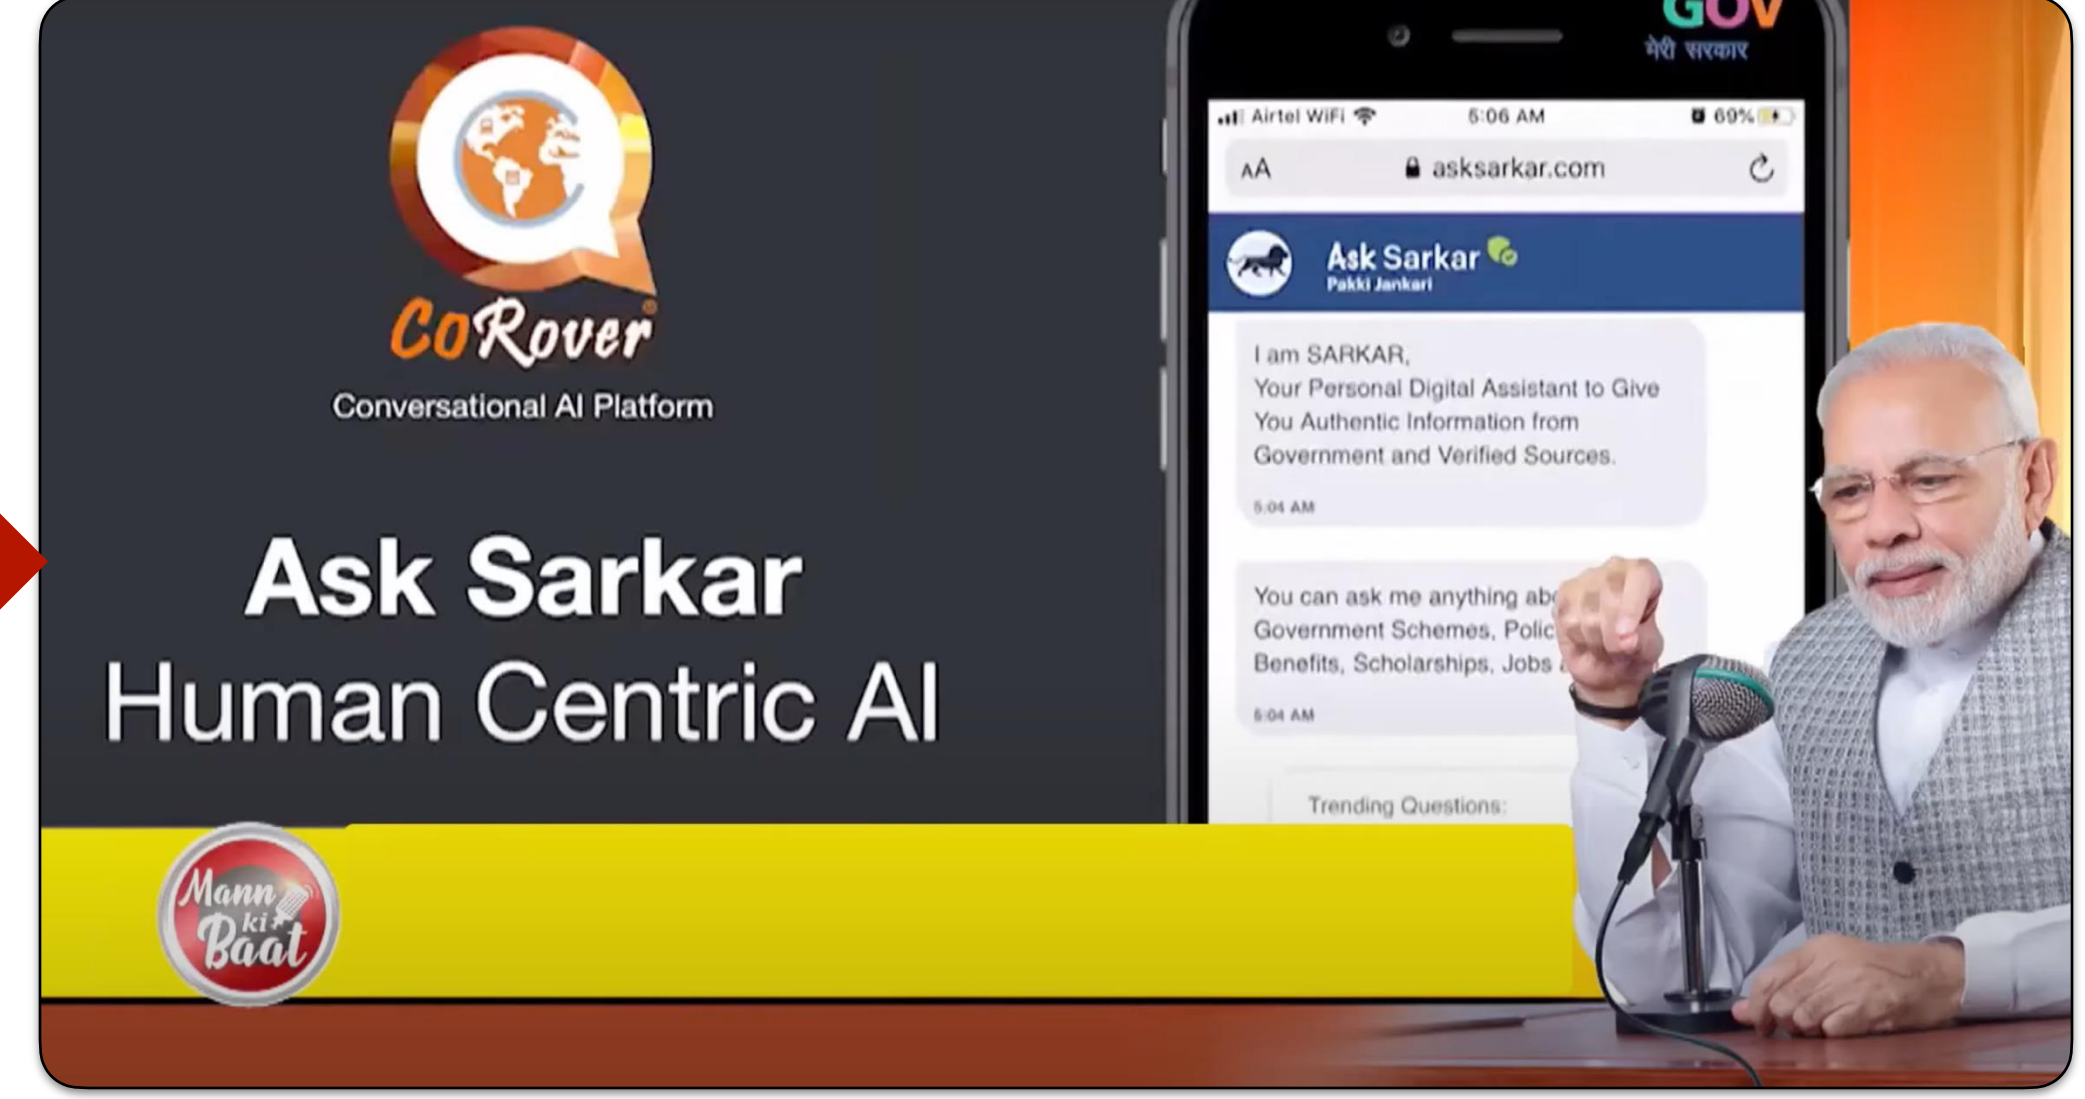 CoRover
Conversational AI Platform
Ask Sarkar
Human Centric AI
Mann
ki
Baat
GOV
मेरी सरकार
Airtel WiFi
5:06 AM
69%
AA
asksarkar.com
Ask Sarkar
Pakki Jankari
I am SARKAR,
Your Personal Digital Assistant to Give
You Authentic Information from
Government and Verified Sources.
5:04 AM
You can ask me anything
Government Schemes,
Benefits, Scholarships, Jobs
5:04 AM
Trending Questions: